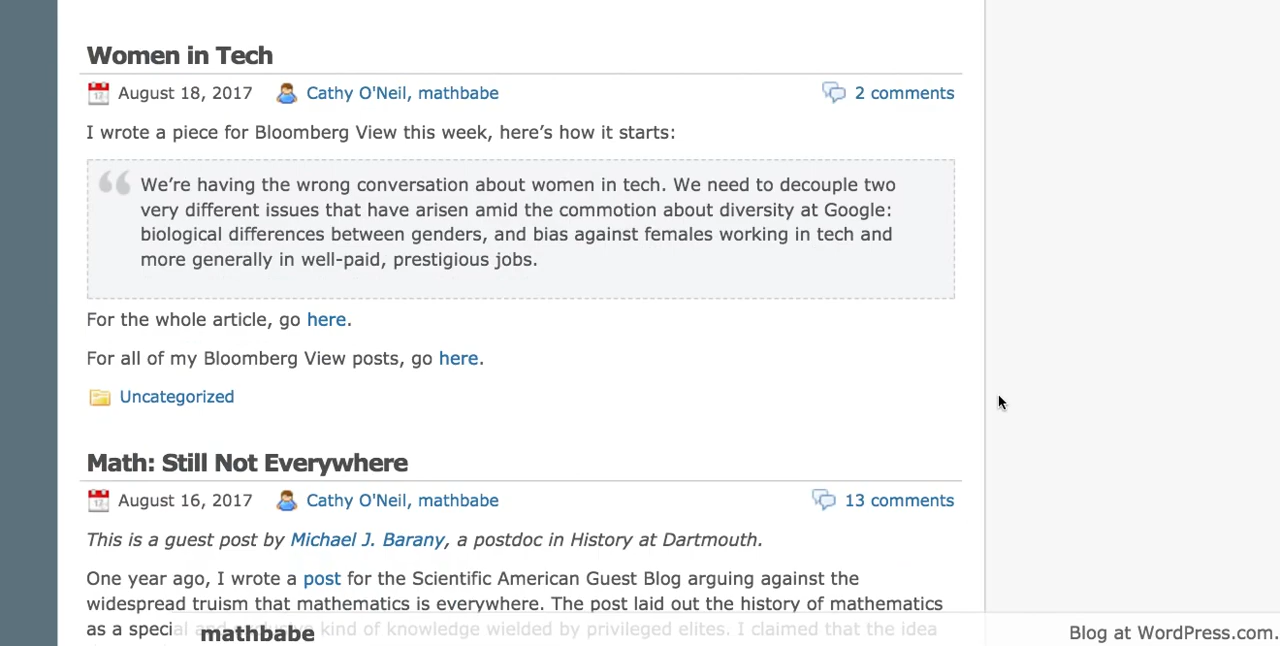 Women in Tech
August 18, 2017 Cathy O'Neil, mathbabe 2 comments
I wrote a piece for Bloomberg View this week, here’s how it starts:
We’re having the wrong conversation about women in tech. We need to decouple two
very different issues that have arisen amid the commotion about diversity at Google:
biological differences between genders, and bias against females working in tech and
more generally in well-paid, prestigious jobs.
For the whole article, go here.
For all of my Bloomberg View posts, go here.
Uncategorized
Math: Still Not Everywhere
August 16, 2017 Cathy O'Neil, mathbabe 13 comments
This is a guest post by Michael J. Barany, a postdoc in History at Dartmouth.
One year ago, I wrote a post for the Scientific American Guest Blog arguing against the
widespread truism that mathematics is everywhere. The post laid out the history of mathematics
as a special and exclusive kind of knowledge wielded by privileged elites. I claimed that the idea
mathbabe Blog at WordPress.com.